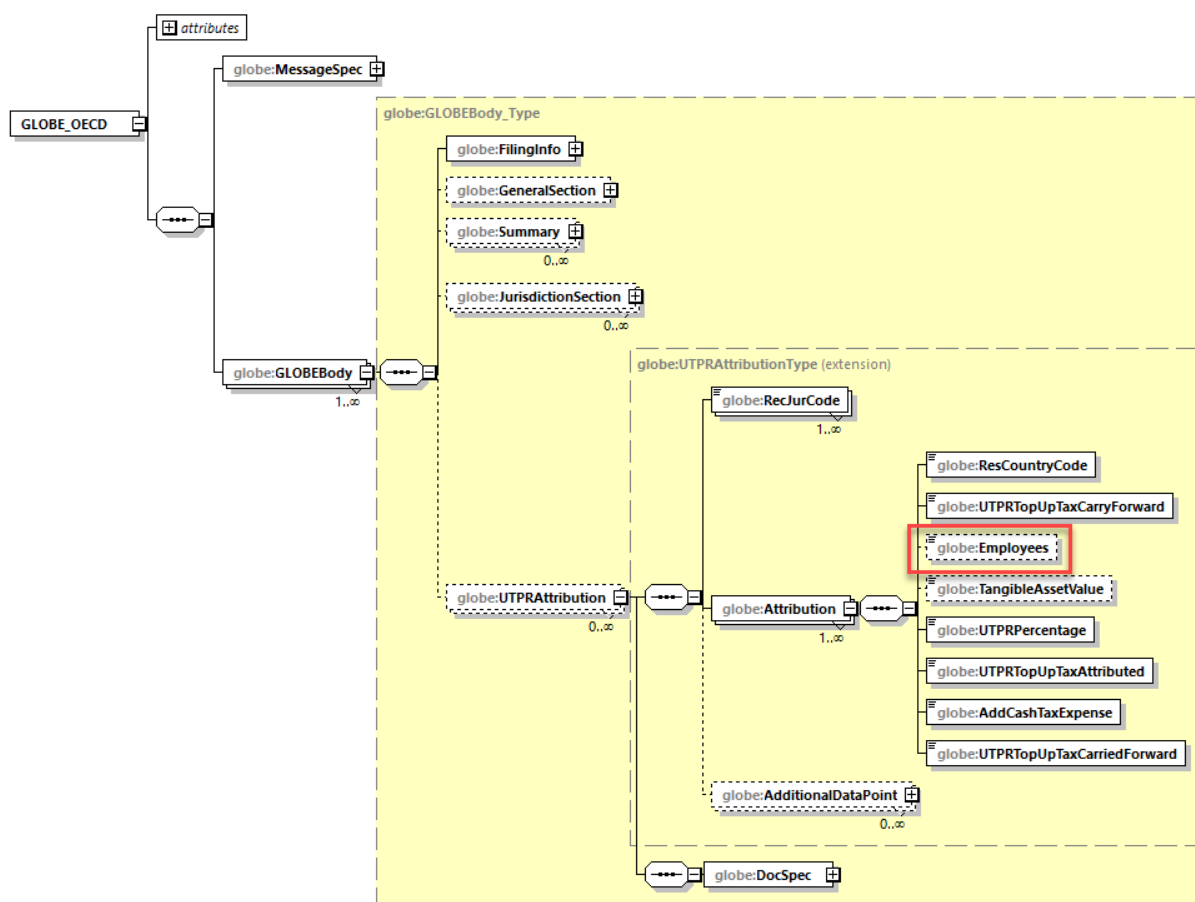 attributes
globe:MessageSpec
globe:GLOBEBody_Type
GLOBE_OECD
globe:FilingInfo
globe:GeneralSection
globe:Summary
0..∞
globe:JurisdictionSection
0..∞
globe:UTPRAttributionType (extension)
globe:GLOBEBody
1..∞
globe:RecJurCode
1..∞
globe:ResCountryCode
globe:UTPRTopUpTaxCarryForward
globe:Employees
globe:TangibleAssetValue
globe:UTPRAttribution
0..∞
globe:Attribution
1..∞
globe:UTPRPercentage
globe:UTPRTopUpTaxAttributed
globe:AddCashTaxExpense
globe:UTPRTopUpTaxCarriedForward
globe:AdditionalDataPoint
0..∞
globe:DocSpec